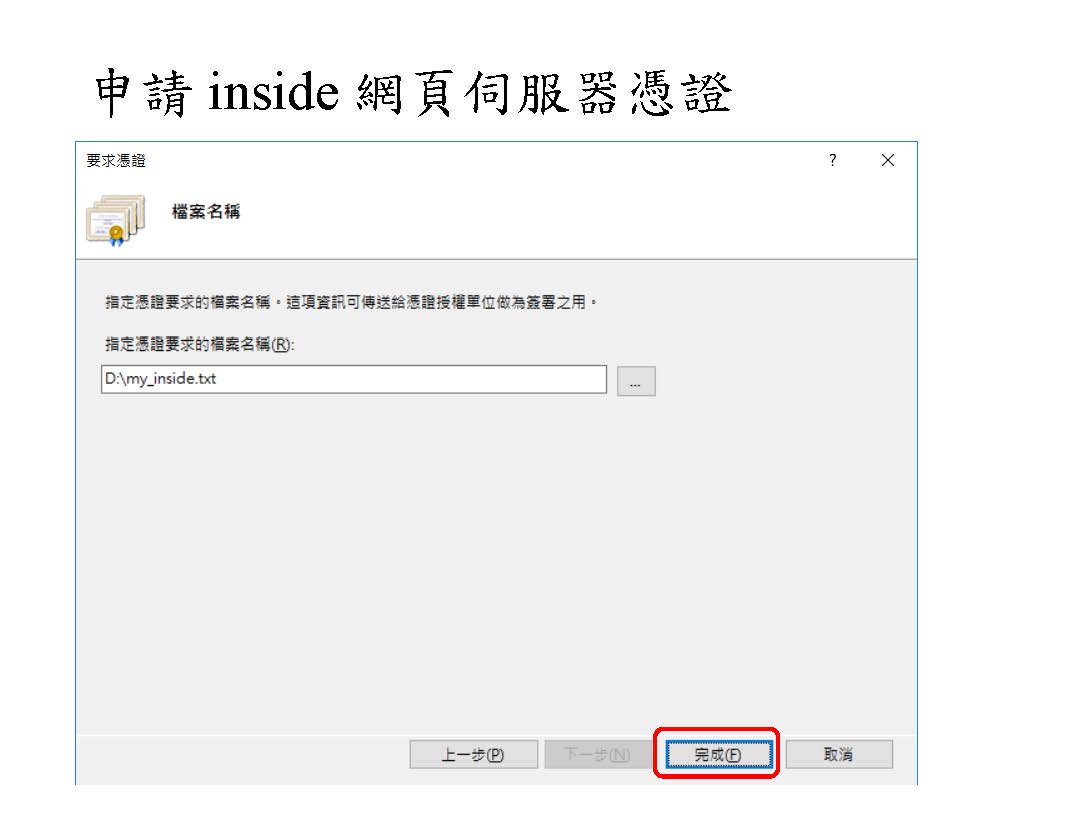 申請 inside 網頁伺服器憑證
要求憑證
?
檔案名稱
指定憑證要求的檔案名稱。這項資訊可傳送給憑證授權單位做為簽署之用。
指定憑證要求的檔案名稱(R):
D:\my_inside.txt
...
上一步(P) 下一步(N) 完成(F) 取消